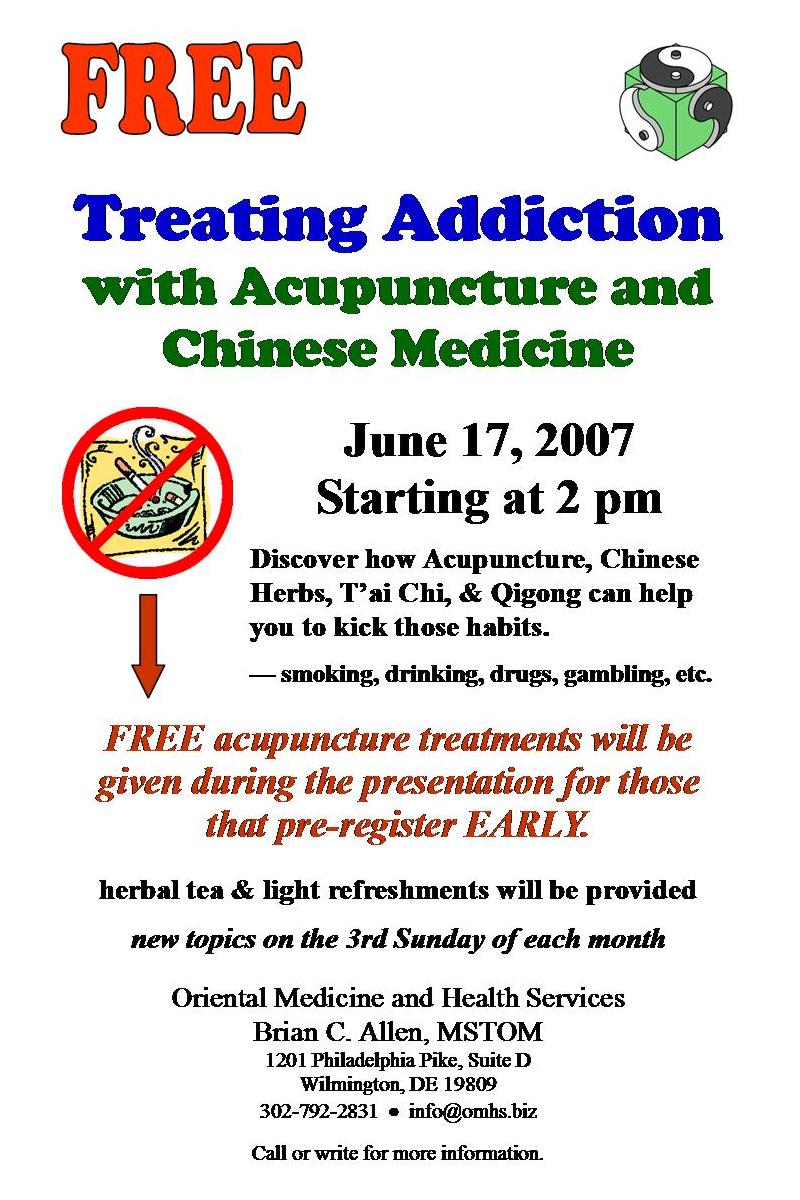 FREE
Treating Addiction
with Acupuncture and
Chinese Medicine
June 17, 2007
Starting at 2 pm
Discover how Acupuncture, Chinese
Herbs, T’ai Chi, & Qigong can help
you to kick those habits.
— smoking, drinking, drugs, gambling, etc.
FREE acupuncture treatments will be
given during the presentation for those
that pre-register EARLY.
herbal tea & light refreshments will be provided
new topics on the 3rd Sunday of each month
Oriental Medicine and Health Services
Brian C. Allen, MSTOM
1201 Philadelphia Pike, Suite D
Wilmington, DE 19809
302-792-2831 • info@omhs.biz
Call or write for more information.